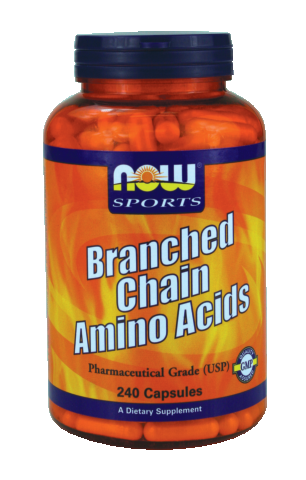 NOW
SPORTS
Branched
Chain
Amino Acids
Pharmaceutical Grade (USP)
240 Capsules
A Dietary Supplement
GMP